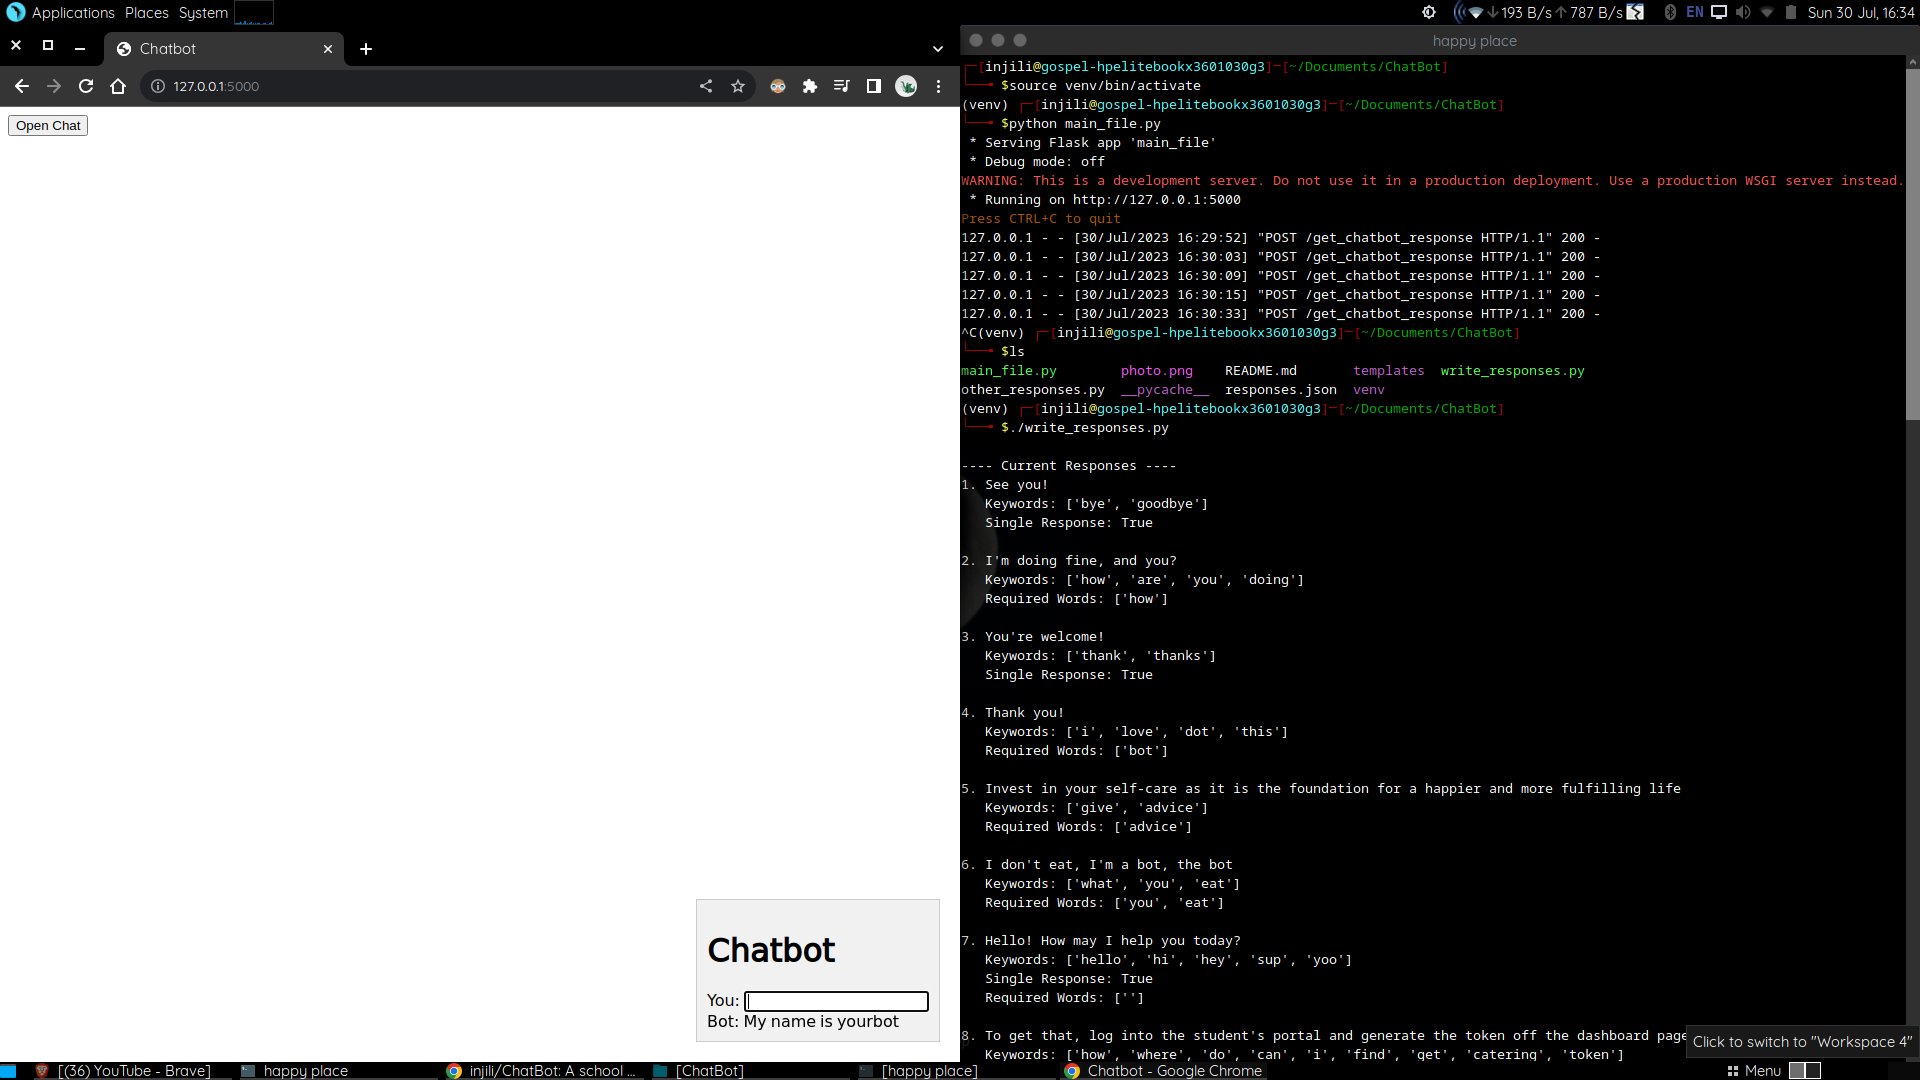 Applications Places System
193 B/s 787 B/s EN Sun 30 Jul, 16:34
Chatbot
127.0.0.1:5000
Open Chat
Chatbot
You:
Bot: My name is yourbot
happy place
[injili@gospel-hpelitebookx3601030g3]-[~/Documents/ChatBot]
$source venv/bin/activate
(venv) [injili@gospel-hpelitebookx3601030g3]-[~/Documents/ChatBot]
$python main_file.py
* Serving Flask app 'main_file'
* Debug mode: off
WARNING: This is a development server. Do not use it in a production deployment. Use a production WSGI server instead.
* Running on http://127.0.0.1:5000
Press CTRL+C to quit
127.0.0.1 - - [30/Jul/2023 16:29:52] "POST /get_chatbot_response HTTP/1.1" 200 -
127.0.0.1 - - [30/Jul/2023 16:30:03] "POST /get_chatbot_response HTTP/1.1" 200 -
127.0.0.1 - - [30/Jul/2023 16:30:09] "POST /get_chatbot_response HTTP/1.1" 200 -
127.0.0.1 - - [30/Jul/2023 16:30:15] "POST /get_chatbot_response HTTP/1.1" 200 -
127.0.0.1 - - [30/Jul/2023 16:30:33] "POST /get_chatbot_response HTTP/1.1" 200 -
^C(venv) [injili@gospel-hpelitebookx3601030g3]-[~/Documents/ChatBot]
$ls
main_file.py photo.png README.md templates write_responses.py
other_responses.py __pycache__ responses.json venv
(venv) [injili@gospel-hpelitebookx3601030g3]-[~/Documents/ChatBot]
$./write_responses.py
---- Current Responses ----
1. See you!
Keywords: ['bye', 'goodbye']
Single Response: True
2. I'm doing fine, and you?
Keywords: ['how', 'are', 'you', 'doing']
Required Words: ['how']
3. You're welcome!
Keywords: ['thank', 'thanks']
Single Response: True
4. Thank you!
Keywords: ['i', 'love', 'dot', 'this']
Required Words: ['bot']
5. Invest in your self-care as it is the foundation for a happier and more fulfilling life
Keywords: ['give', 'advice']
Required Words: ['advice']
6. I don't eat, I'm a bot, the bot
Keywords: ['what', 'you', 'eat']
Required Words: ['you', 'eat']
7. Hello! How may I help you today?
Keywords: ['hello', 'hi', 'hey', 'sup', 'yoo']
Single Response: True
Required Words: ['']
8. To get that, log into the student's portal and generate the token off the dashboard page
Keywords: ['how', 'where', 'do', 'can', 'i', 'find', 'get', 'catering', 'token']
Click to switch to "Workspace 4"
[(36) YouTube - Brave] happy place injili/ChatBot: A school ... [ChatBot] [happy place] Chatbot - Google Chrome Menu